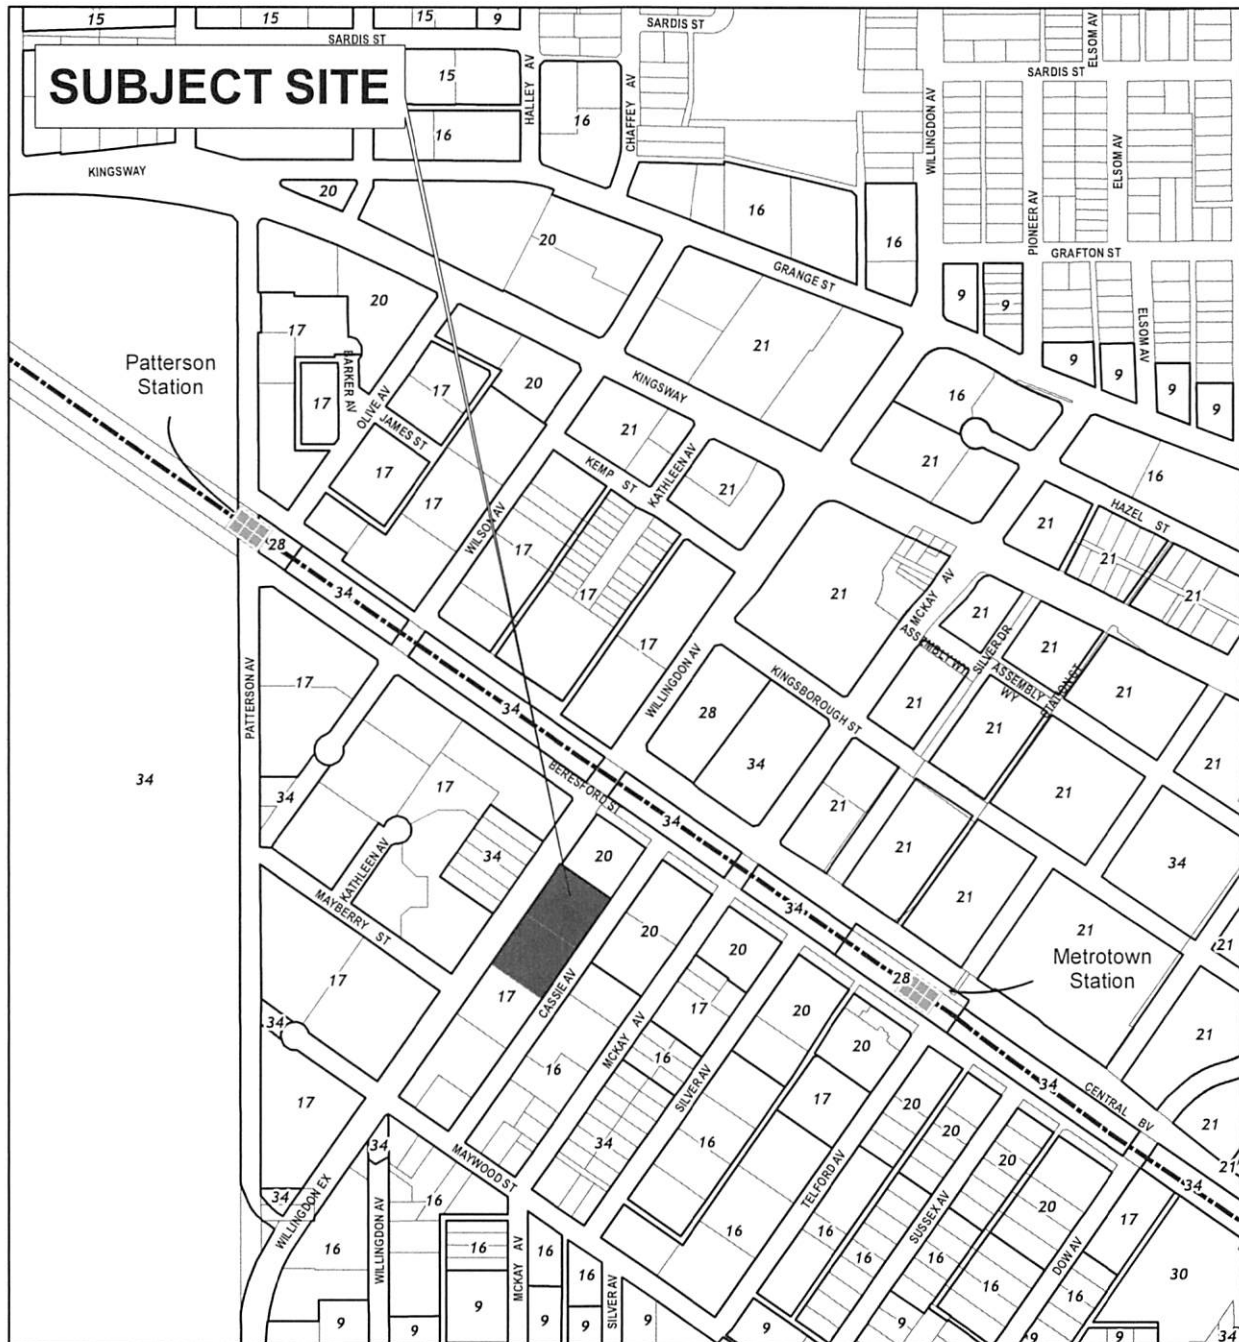 15
15
15
9
SARDIS ST
SARDIS ST
ELSOM AV
SUBJECT SITE
15
HALLEY AV
CHAFFEY AV
SARDIS ST
16
16
WILLINGDON AV
ELSOM AV
KINGSWAY
20
16
PIONEER AV
20
16
GRAFTON ST
GRANGE ST
9
9
20
17
21
ELSOM AV
Patterson
Station
BARKER AV
OLIVE AV
17
20
KINGSWAY
9
9
9
9
16
17
JAMES ST
21
KATHLEEN AV
21
16
17
KEMP ST
21
17
WILSON AV
21
HAZEL ST
17
28
21
21
34
17
21
MCKAY AV
21
SILVER DR
ASSEMBLY WY
21
ASSEMBLY WY
STATION ST
17
WILLINGDON AV
KINGSBOROUGH ST
21
21
PATTERSON AV
17
34
28
21
21
34
BERESFORD ST
34
17
34
21
21
34
34
20
21
34
KATHLEEN AV
MAYBERRY ST
34
21
21
20
20
28
Metrotown
Station
21
17
17
CASSIE AV
17
20
21
34
MCKAY AV
16
20
16
SILVER AV
34
CENTRAL BV
17
17
20
20
21
34
34
MAYWOOD ST
16
TELFORD AV
20
21
34
34
WILLINGDON EX
16
16
SUSSEX AV
20
17
16
WILLINGDON AV
16
MCKAY AV
16
16
16
16
16
DOW AV
16
30
16
SILVER AV
9
9
9
9
9
9
9
9
9
9
9
34